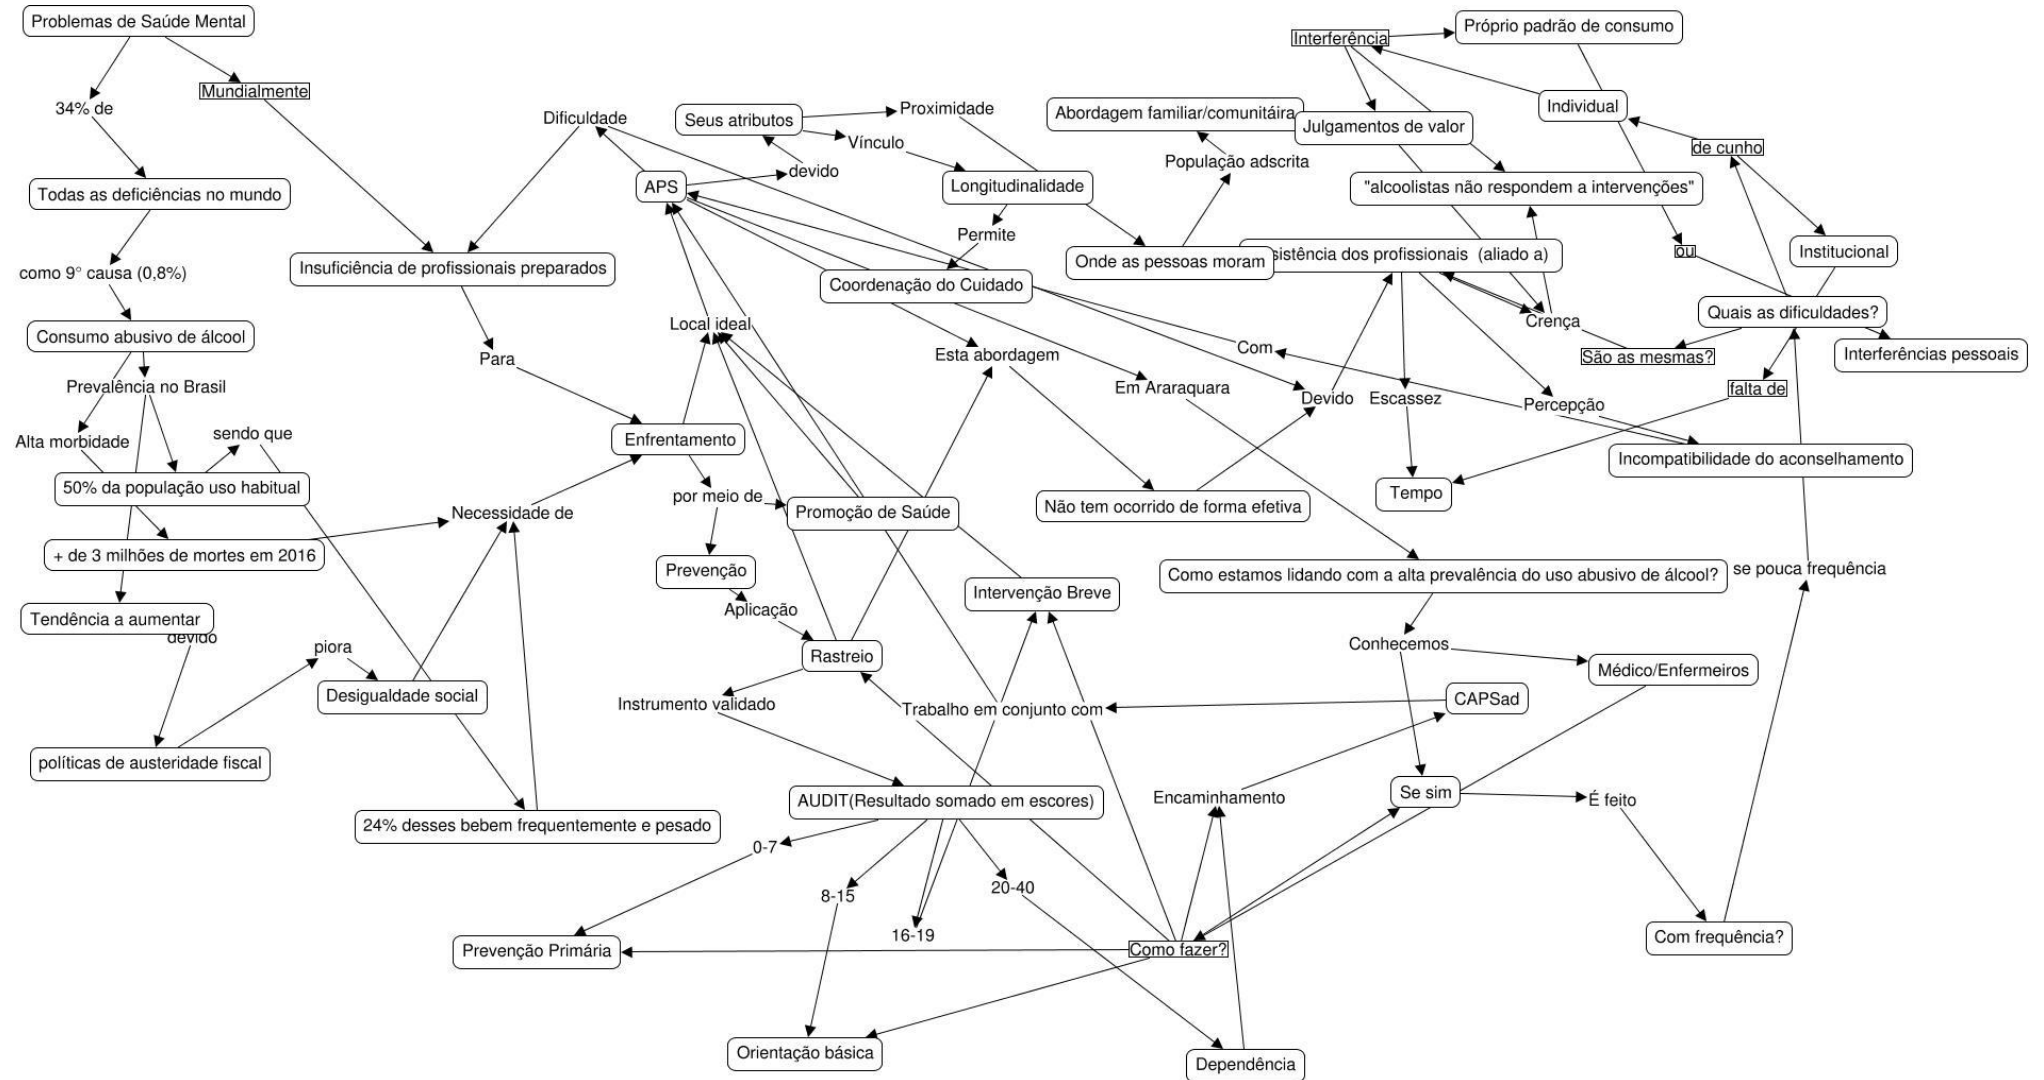 Problemas de Saúde Mental
34% de
Mundialmente
Todas as deficiências no mundo
como 9° causa (0,8%)
Consumo abusivo de álcool
Prevalência no Brasil
Alta morbidade
sendo que
50% da população uso habitual
+ de 3 milhões de mortes em 2016
Tendência a aumentar
devido
piora
Desigualdade social
políticas de austeridade fiscal
24% desses bebem frequentemente e pesado
Necessidade de
Insuficiência de profissionais preparados
Para
Enfrentamento
por meio de
Promoção de Saúde
Prevenção
Aplicação
Rastreio
Instrumento validado
AUDIT(Resultado somado em escores)
0-7
8-15
16-19
20-40
Prevenção Primária
Orientação básica
Dependência
Como fazer?
Encaminhamento
CAPSad
Trabalho em conjunto com
Intervenção Breve
Local ideal
Dificuldade
APS
devido
Seus atributos
Proximidade
Vínculo
Longitudinalidade
Permite
Coordenação do Cuidado
Onde as pessoas moram
População adscrita
Abordagem familiar/comunitáira
Esta abordagem
Não tem ocorrido de forma efetiva
Devido
Em Araraquara
Como estamos lidando com a alta prevalência do uso abusivo de álcool?
Conhecemos
Médico/Enfermeiros
Se sim
É feito
Com frequência?
se pouca frequência
Quais as dificuldades?
Interferências pessoais
Institucional
de cunho
Individual
Interferência
Próprio padrão de consumo
Julgamentos de valor
"alcoolistas não respondem a intervenções"
ou
sistência dos profissionais (aliado a)
Crença
São as mesmas?
falta de
Com
Escassez
Percepção
Tempo
Incompatibilidade do aconselhamento